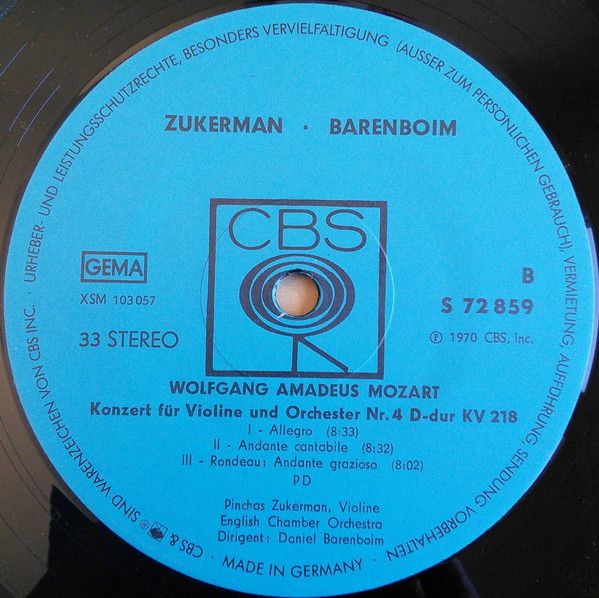 URHEBER- UND LEISTUNGSSCHUTZRECHTE, BESONDERS VERVIELFÄLTIGUNG (AUSSER ZUM PERSÖNLICHEN GEBRAUCH), VERMIETUNG, AUFFÜHRUNG, SENDUNG VORBEHALTEN
ZUKERMAN · BARENBOIM
CBS
GEMA
XSM 103057
33 STEREO
B
S 72 859
℗ 1970 CBS, Inc.
WOLFGANG AMADEUS MOZART
Konzert für Violine und Orchester Nr. 4 D-dur KV 218
I - Allegro (8:33)
II - Andante cantabile (8:32)
III - Rondeau: Andante grazioso (8:02)
PD
Pinchas Zukerman, Violine
English Chamber Orchestra
Dirigent: Daniel Barenboim
CBS & ® SIND WARENZEICHEN VON CBS INC.
· MADE IN GERMANY ·